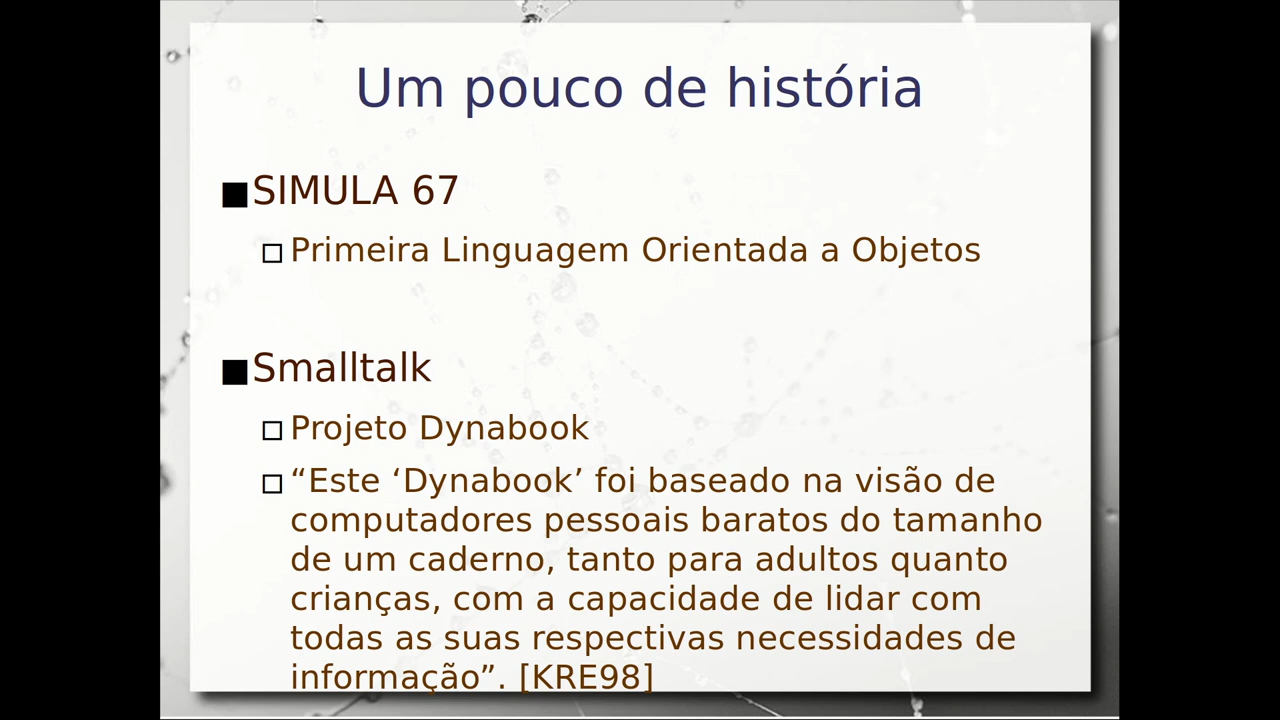 Um pouco de história
SIMULA 67
Primeira Linguagem Orientada a Objetos
Smalltalk
Projeto Dynabook
“Este ‘Dynabook’ foi baseado na visão de
computadores pessoais baratos do tamanho
de um caderno, tanto para adultos quanto
crianças, com a capacidade de lidar com
todas as suas respectivas necessidades de
informação”. [KRE98]